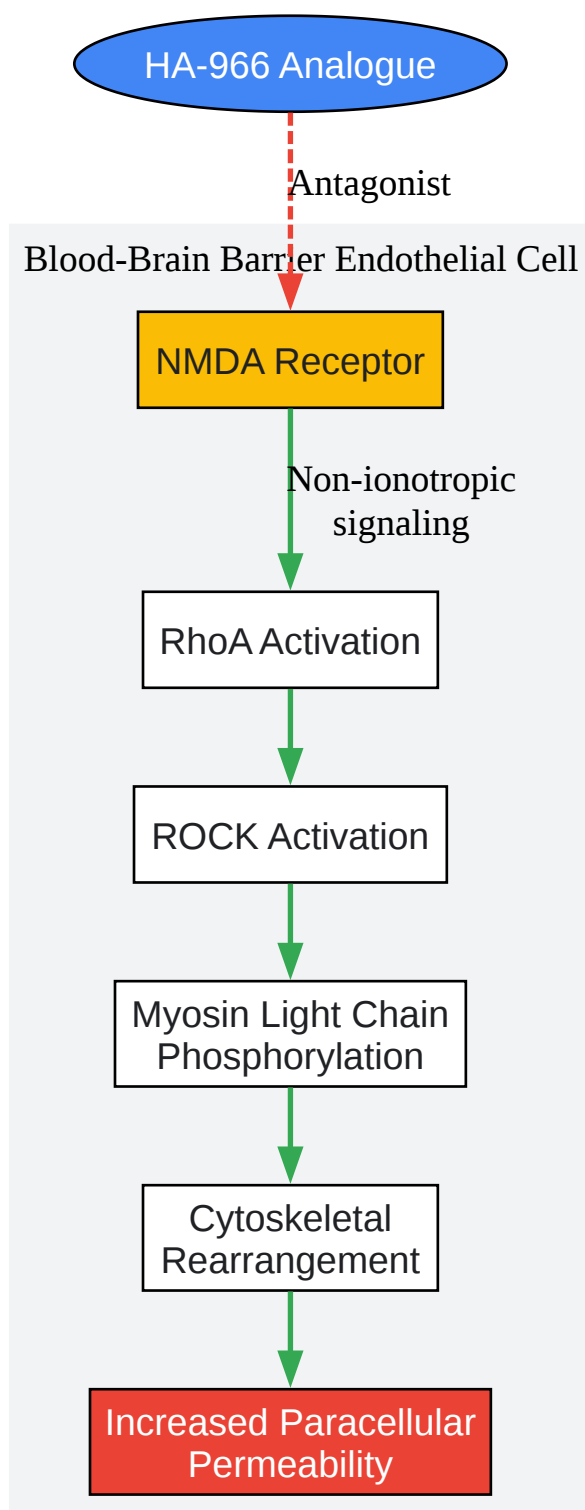 HA-966 Analogue
Antagonist
Blood-Brain Barrier Endothelial Cell
NMDA Receptor
Non-ionotropic
signaling
RhoA Activation
ROCK Activation
Myosin Light Chain
Phosphorylation
Cytoskeletal
Rearrangement
Increased Paracellular
Permeability